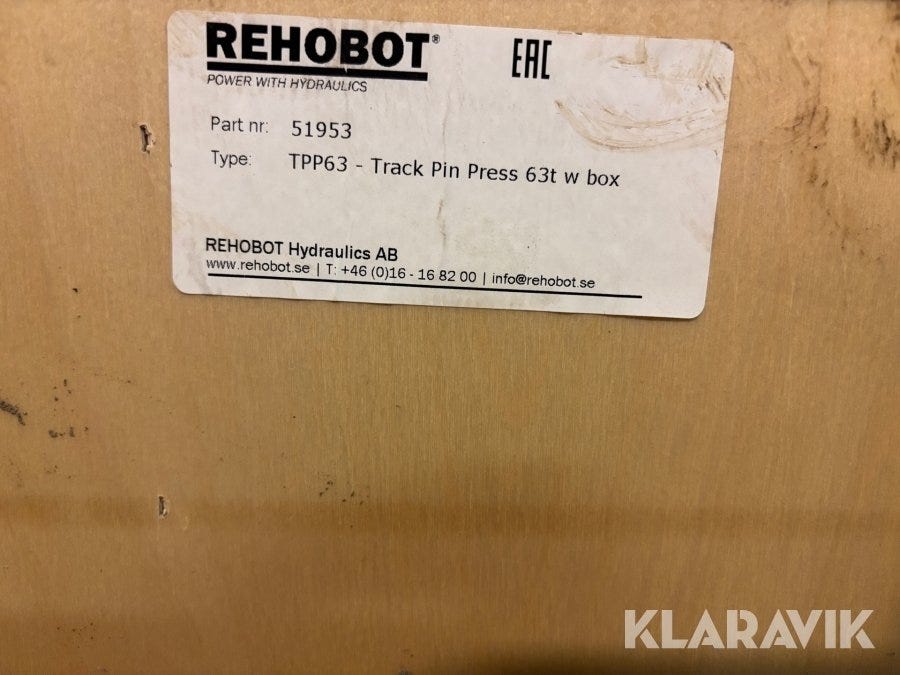 REHOBOT®
EAC
POWER WITH HYDRAULICS
Part nr: 51953
Type: TPP63 - Track Pin Press 63t w box
REHOBOT Hydraulics AB
www.rehobot.se | T: +46 (0)16 - 16 82 00 | info@rehobot.se
KLARAVIK